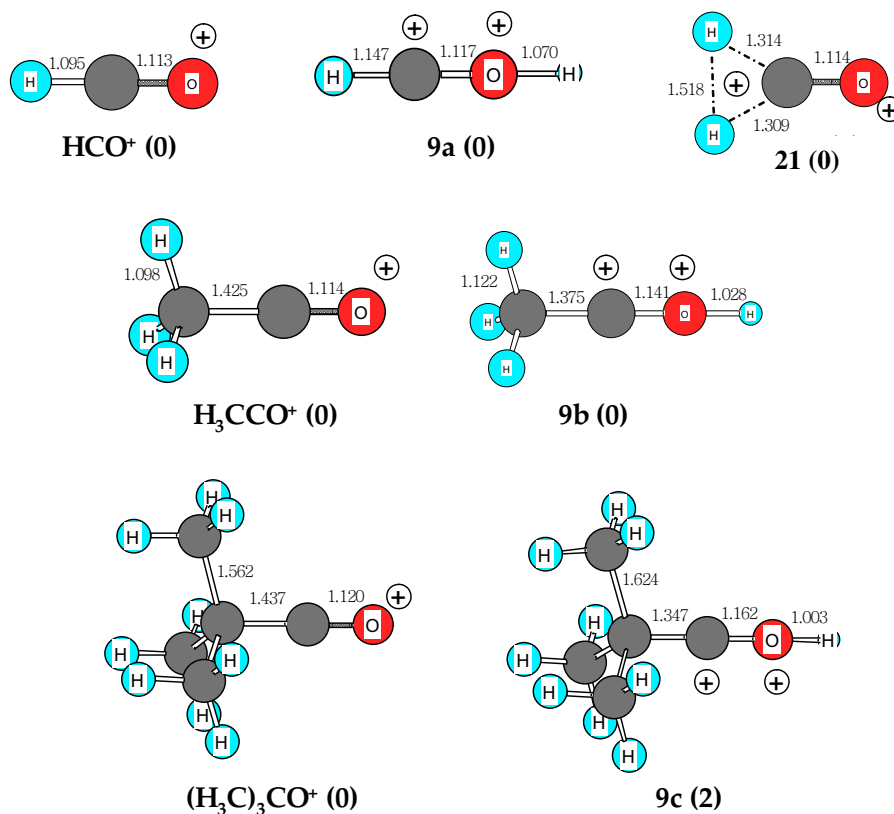 1.095 1.113 +
H O
HCO⁺ (0)
+ +
1.147 1.117 1.070
H O H
9a (0)
H 1.314 1.114
1.518 + O
H 1.309 +
21 (0)
H +
1.098 1.425 1.114
H H O
H₃CCO⁺ (0)
H + +
1.122 1.375 1.141 1.028
H O H
H
9b (0)
H
H H
1.562
1.437 1.120 +
H O
H H
H
H H
(H₃C)₃CO⁺ (0)
H
H H
1.624
1.347 1.162 1.003
H O H
H + +
H H
H
H
9c (2)